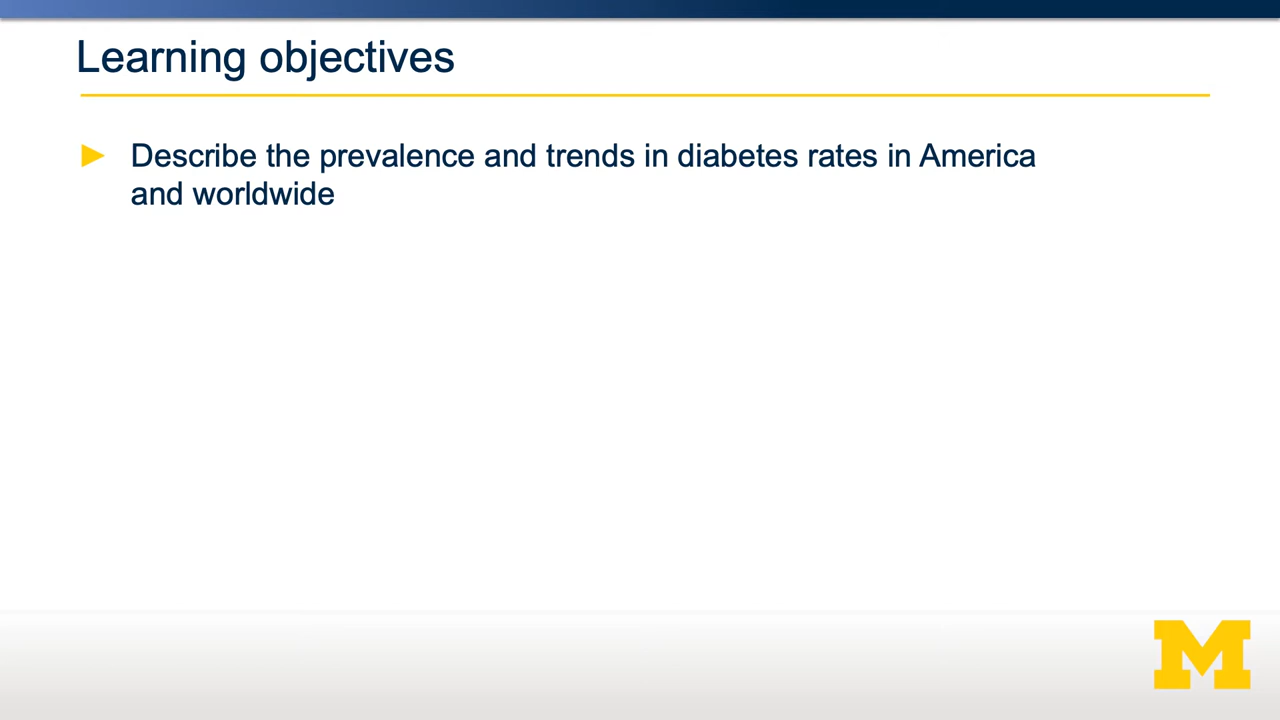 Learning objectives
Describe the prevalence and trends in diabetes rates in America
and worldwide
M